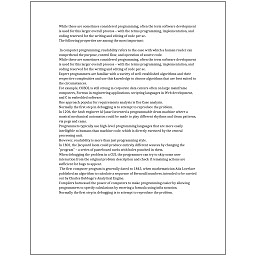 While these are sometimes considered programming, often the term software development
is used for this larger overall process – with the terms programming, implementation, and
coding reserved for the writing and editing of code per se.
The following properties are among the most important:

 As computer programming, readability refers to the ease with which a human reader can
comprehend the purpose, control flow, and operation of source code.
While these are sometimes considered programming, often the term software development
is used for this larger overall process – with the terms programming, implementation, and
coding reserved for the writing and editing of code per se.
Expert programmers are familiar with a variety of well-established algorithms and their
respective complexities and use this knowledge to choose algorithms that are best suited to
the circumstances.
For example, COBOL is still strong in corporate data centers often on large mainframe
computers, Fortran in engineering applications, scripting languages in Web development,
and C in embedded software.
One approach popular for requirements analysis is Use Case analysis.
Normally the first step in debugging is to attempt to reproduce the problem.
In 1206, the Arab engineer Al-Jazari invented a programmable drum machine where a
musical mechanical automaton could be made to play different rhythms and drum patterns,
via pegs and cams.
Programmers typically use high-level programming languages that are more easily
intelligible to humans than machine code, which is directly executed by the central
processing unit.
However, readability is more than just programming style.
In 1801, the Jacquard loom could produce entirely different weaves by changing the
"program" – a series of pasteboard cards with holes punched in them.
When debugging the problem in a GUI, the programmer can try to skip some user
interaction from the original problem description and check if remaining actions are
sufficient for bugs to appear.
 The first computer program is generally dated to 1843, when mathematician Ada Lovelace
published an algorithm to calculate a sequence of Bernoulli numbers, intended to be carried
out by Charles Babbage's Analytical Engine.
Compilers harnessed the power of computers to make programming easier by allowing
programmers to specify calculations by entering a formula using infix notation.
Normally the first step in debugging is to attempt to reproduce the problem.